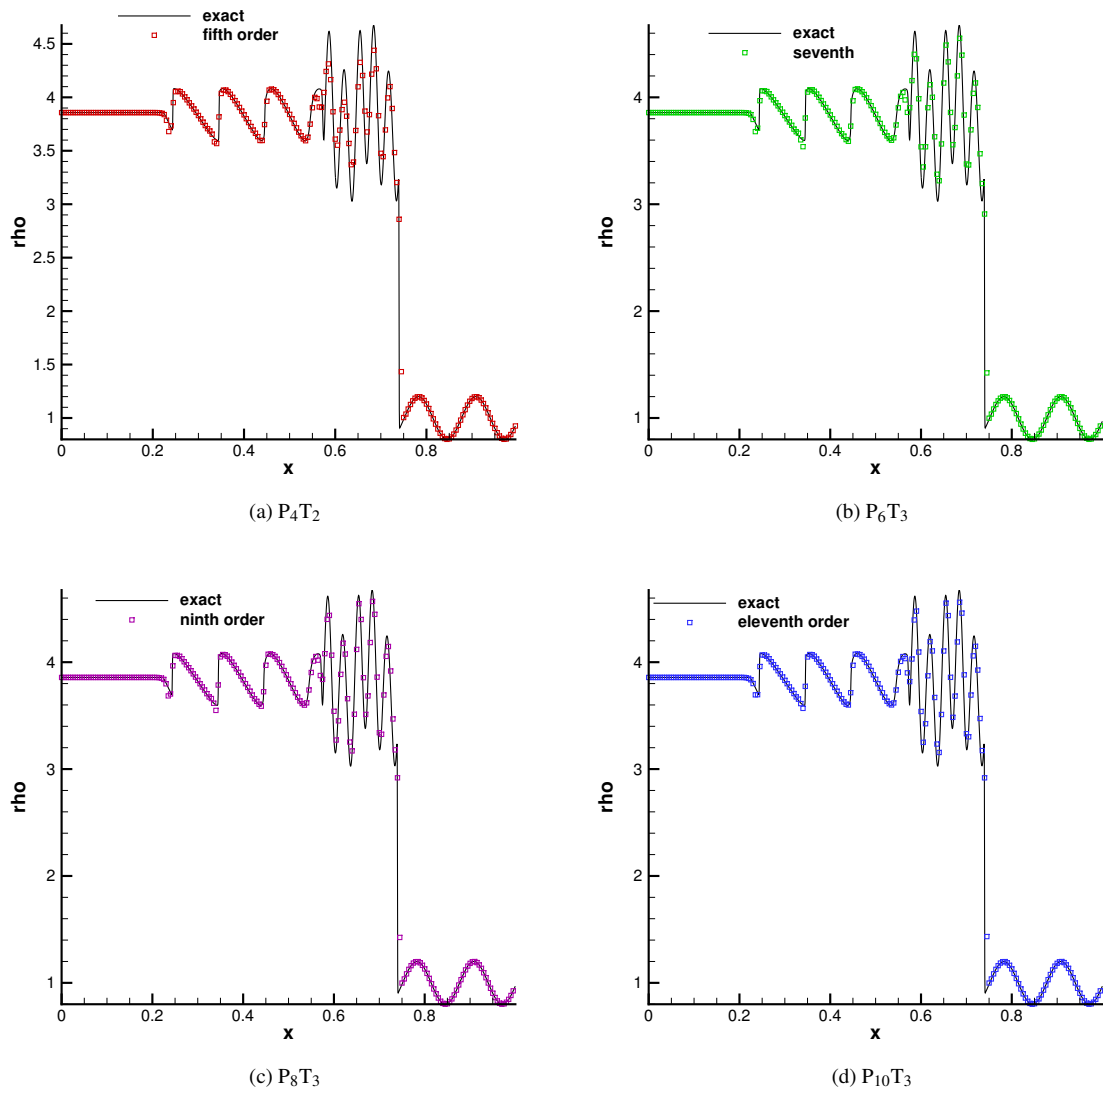 exact
fifth order
4.5
4
3.5
3
2.5
2
1.5
1
rho
0
0.2
0.4
0.6
0.8
x
(a) P₄T₂
exact
seventh
4
3
2
1
rho
0
0.2
0.4
0.6
0.8
x
(b) P₆T₃
exact
ninth order
4
3
2
1
rho
0
0.2
0.4
0.6
0.8
x
(c) P₈T₃
exact
eleventh order
4
3
2
1
rho
0
0.2
0.4
0.6
0.8
x
(d) P₁₀T₃